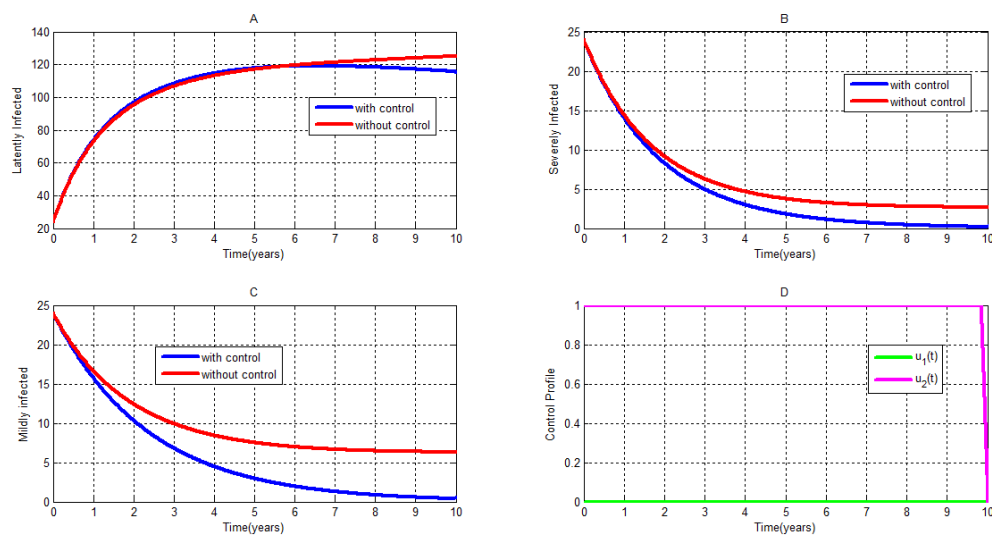 A
Latently Infected
140
120
100
80
60
40
20
with control
without control
0 1 2 3 4 5 6 7 8 9 10
Time(years)
B
Severely Infected
25
20
15
10
5
0
with control
without control
0 1 2 3 4 5 6 7 8 9 10
Time(years)
C
Mildly infected
25
20
15
10
5
0
with control
without control
0 1 2 3 4 5 6 7 8 9 10
Time(years)
D
Control Profile
1
0.8
0.6
0.4
0.2
0
u1(t)
u2(t)
0 1 2 3 4 5 6 7 8 9 10
Time(years)